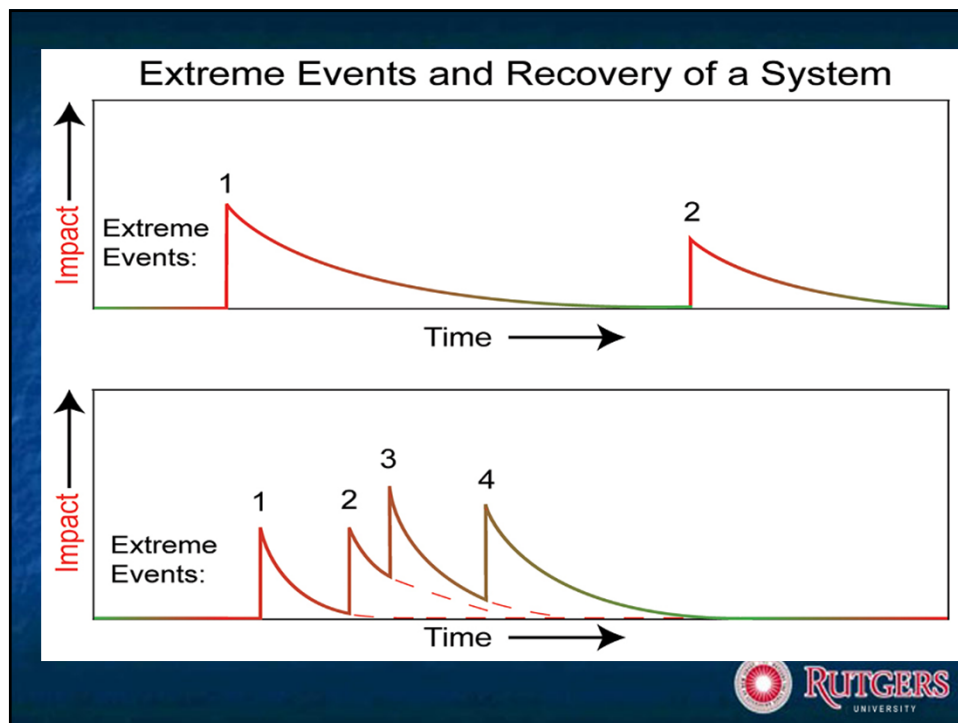 Extreme Events and Recovery of a System
Impact
Extreme
Events:
1
2
Time
Impact
Extreme
Events:
1
2
3
4
Time
RUTGERS
UNIVERSITY